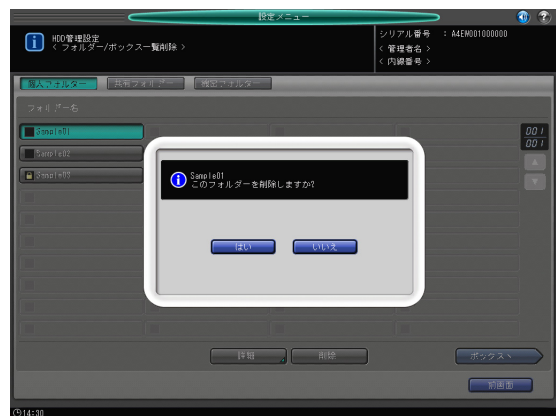 設定メニュー
HDD管理設定
< フォルダー/ボックス一覧削除 >
シリアル番号 : A4EW001000000
< 管理者名 >
< 内線番号 >
個人フォルダー 共有フォルダー 機密フォルダー
フォルダー名
Sample01
Sample02
Sample03
001
001
Sample01
このフォルダーを削除しますか?
はい いいえ
詳細 削除 ボックスへ
前画面
14:30